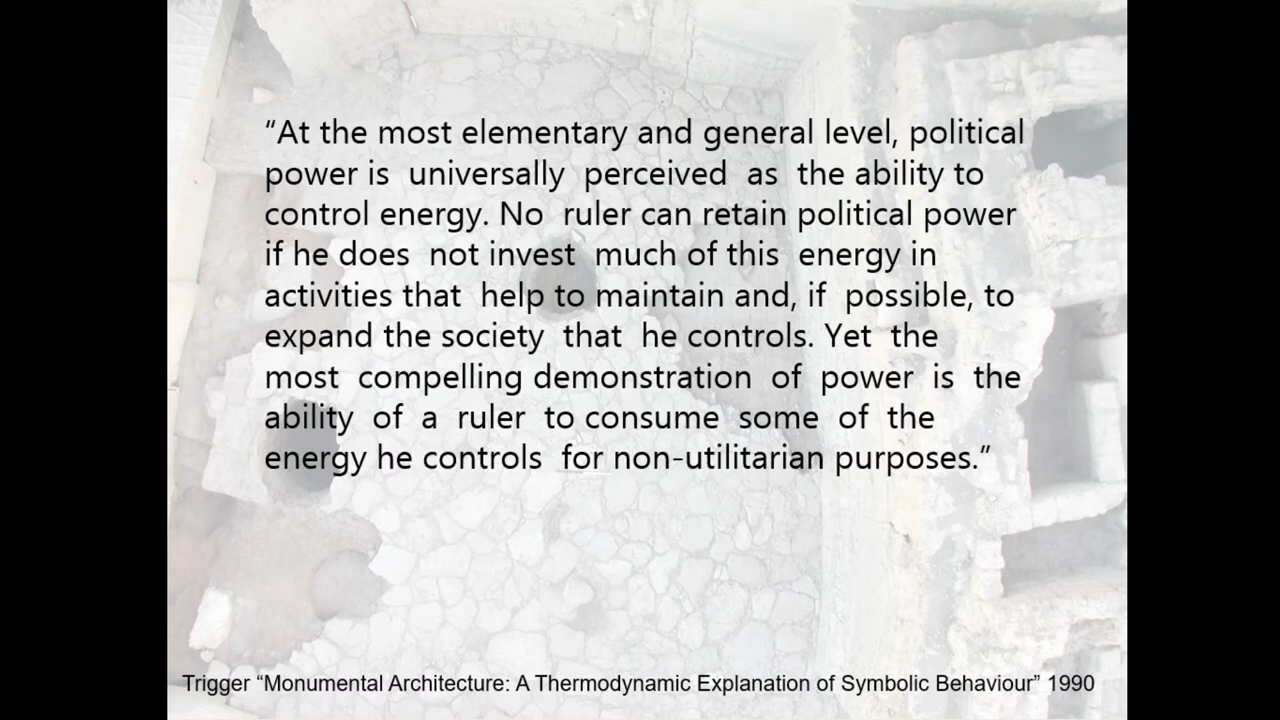 “At the most elementary and general level, political
power is universally perceived as the ability to
control energy. No ruler can retain political power
if he does not invest much of this energy in
activities that help to maintain and, if possible, to
expand the society that he controls. Yet the
most compelling demonstration of power is the
ability of a ruler to consume some of the
energy he controls for non-utilitarian purposes.”
Trigger “Monumental Architecture: A Thermodynamic Explanation of Symbolic Behaviour” 1990